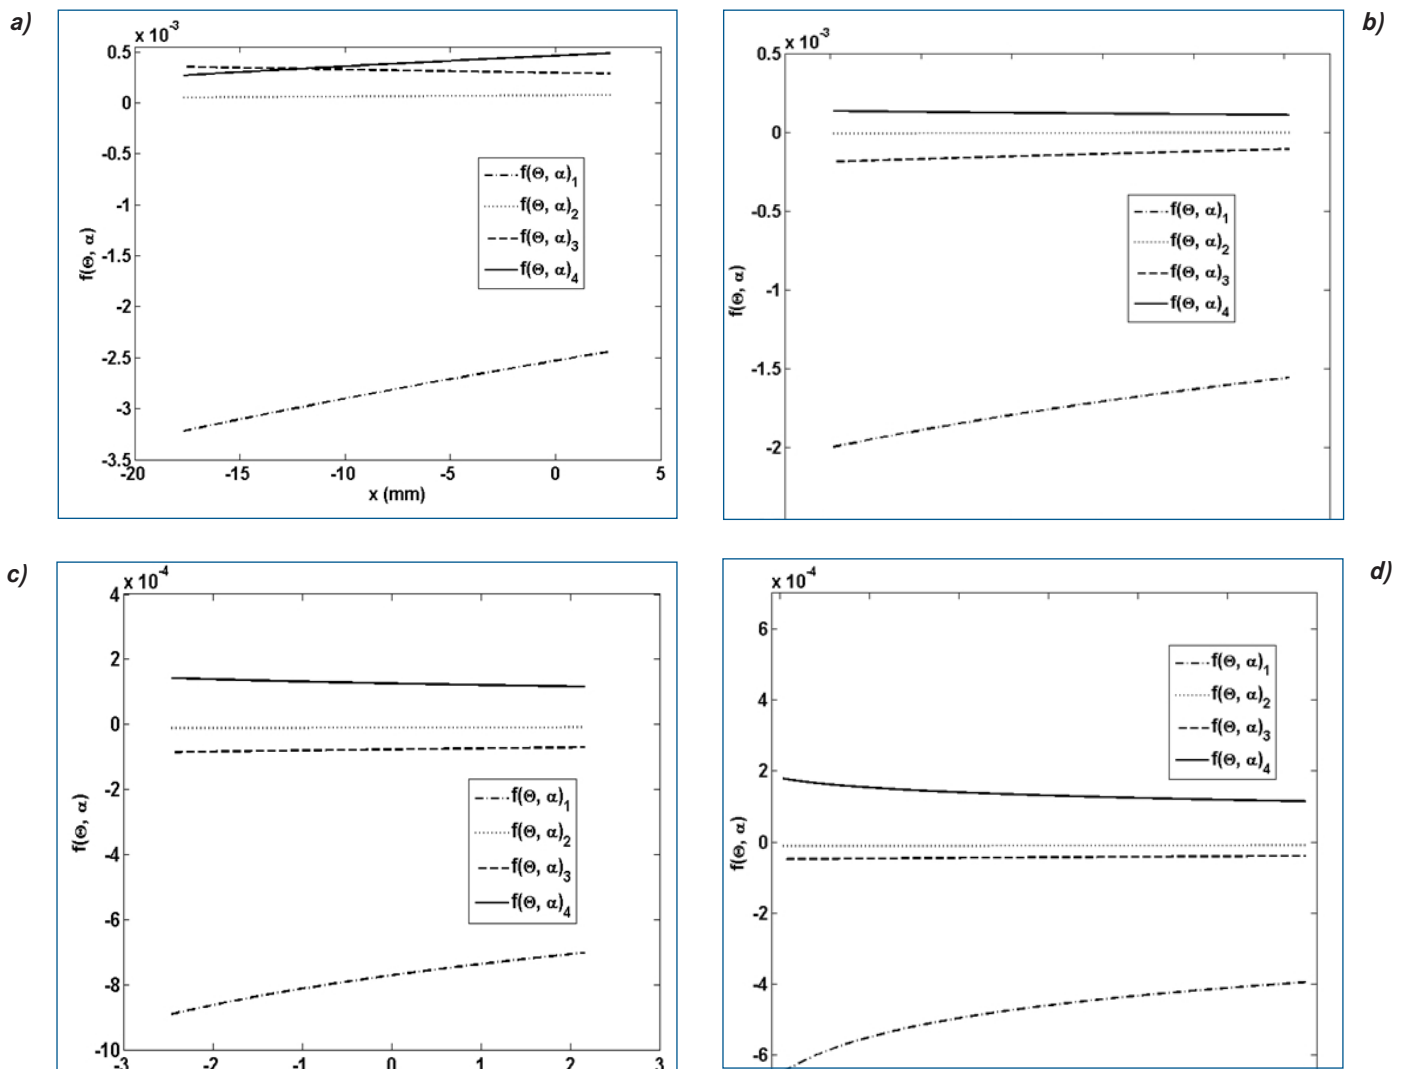 a)
x 10-3
0.5
0
-0.5
-1
-1.5
-2
-2.5
-3
-3.5
-20 -15 -10 -5 0 5
x (mm)
f(Θ, α)
f(Θ, α)1
f(Θ, α)2
f(Θ, α)3
f(Θ, α)4
b)
x 10-3
0.5
0
-0.5
-1
-1.5
-2
f(Θ, α)
f(Θ, α)1
f(Θ, α)2
f(Θ, α)3
f(Θ, α)4
c)
x 10-4
4
2
0
-2
-4
-6
-8
-10
-3 -2 -1 0 1 2 3
f(Θ, α)
f(Θ, α)1
f(Θ, α)2
f(Θ, α)3
f(Θ, α)4
d)
x 10-4
6
4
2
0
-2
-4
-6
f(Θ, α)
f(Θ, α)1
f(Θ, α)2
f(Θ, α)3
f(Θ, α)4